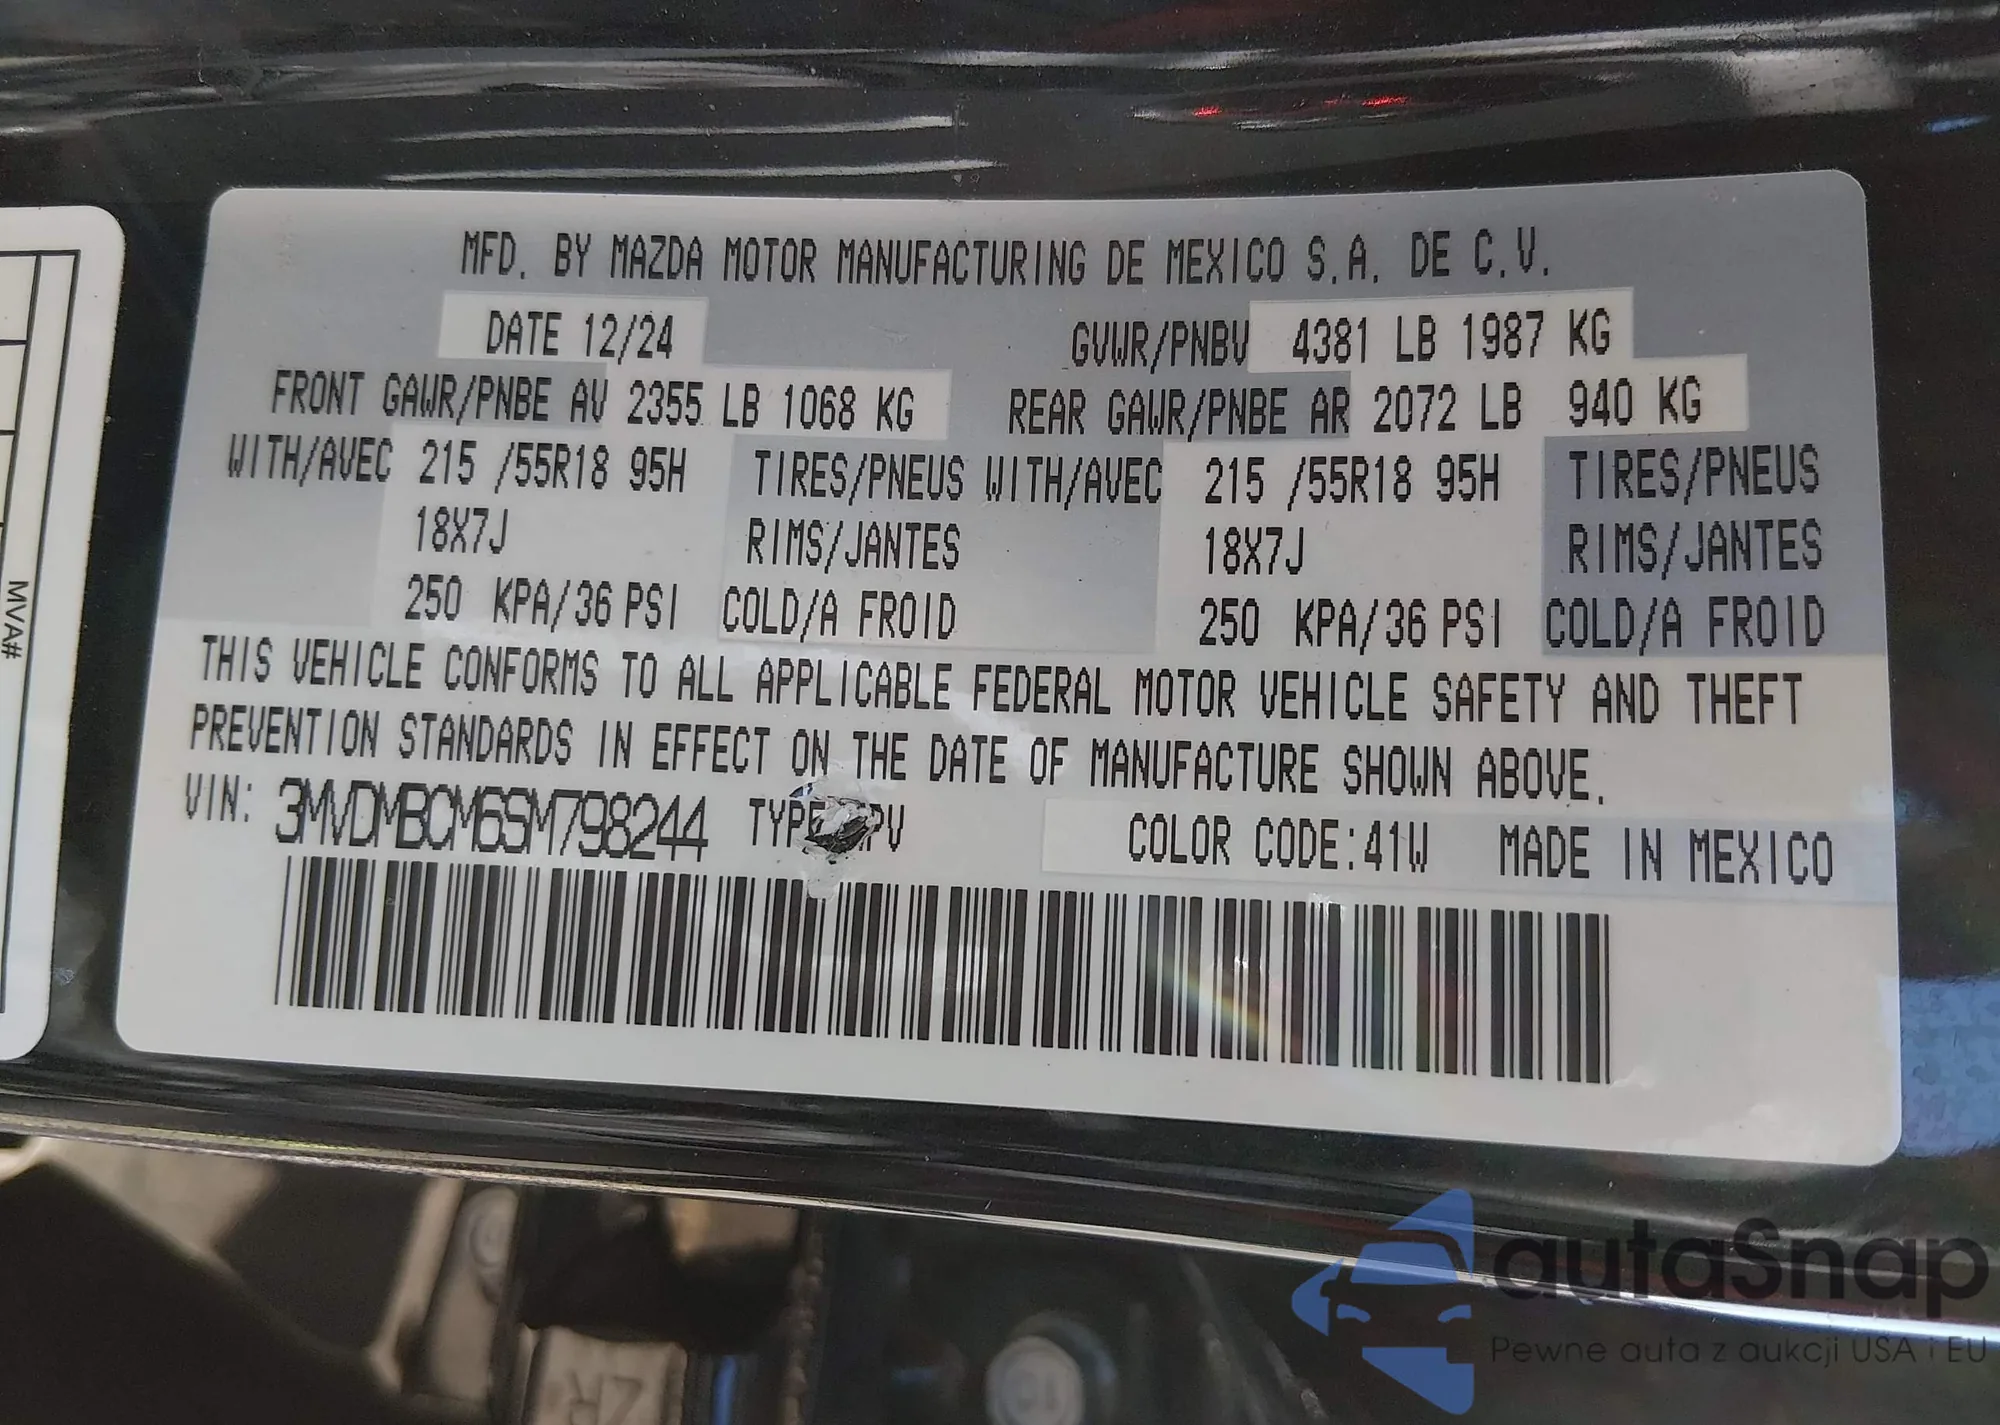 MFD. BY MAZDA MOTOR MANUFACTURING DE MEXICO S.A. DE C.V.
DATE 12/24 GVWR/PNBV 4381 LB 1987 KG
FRONT GAWR/PNBE AV 2355 LB 1068 KG REAR GAWR/PNBE AR 2072 LB 940 KG
WITH/AVEC 215 /55R18 95H TIRES/PNEUS WITH/AVEC 215 /55R18 95H TIRES/PNEUS
18X7J RIMS/JANTES 18X7J RIMS/JANTES
250 KPA/36 PSI COLD/A FROID 250 KPA/36 PSI COLD/A FROID
THIS VEHICLE CONFORMS TO ALL APPLICABLE FEDERAL MOTOR VEHICLE SAFETY AND THEFT
PREVENTION STANDARDS IN EFFECT ON THE DATE OF MANUFACTURE SHOWN ABOVE.
VIN: 3MVDMBCM6SM798244 COLOR CODE:41W MADE IN MEXICO
MVA#
autaSnap
Pewne auta z aukcji USA i EU